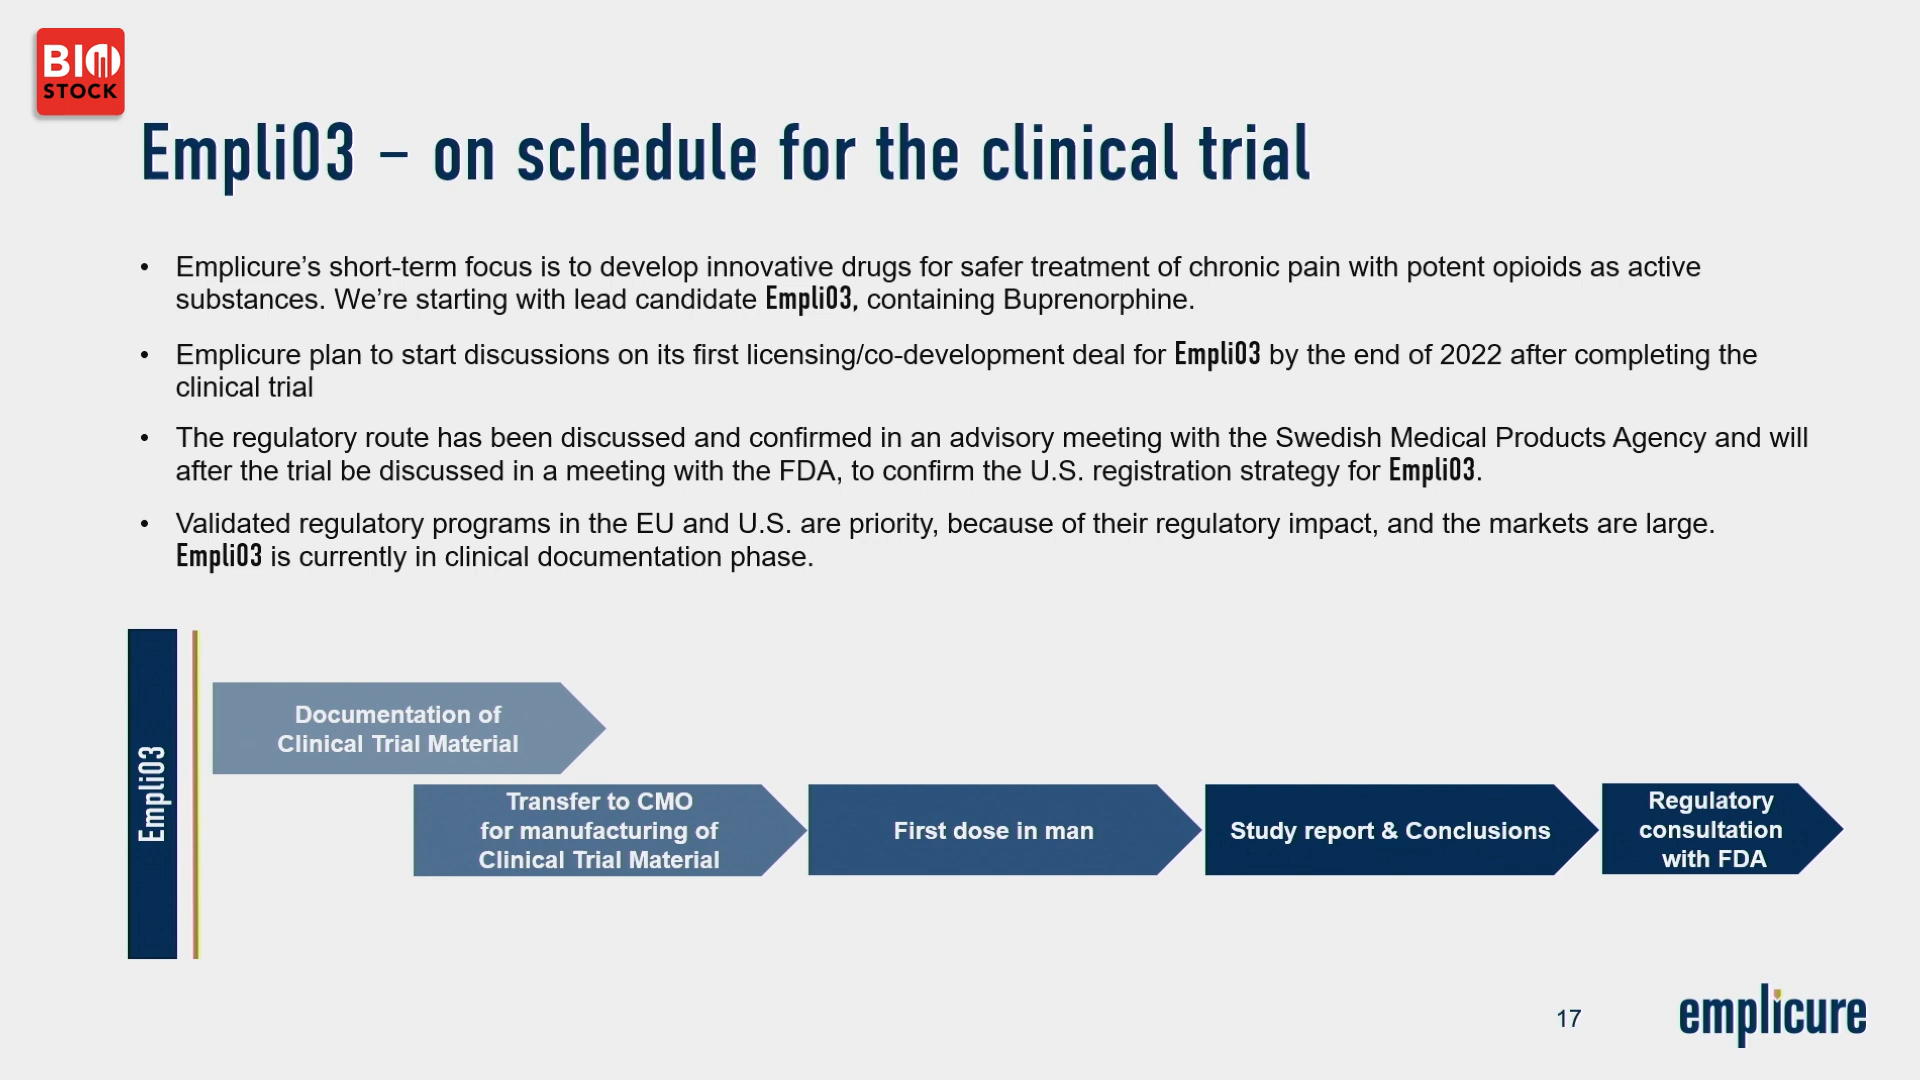 BIO
STOCK
Empli03 – on schedule for the clinical trial
• Emplicure’s short-term focus is to develop innovative drugs for safer treatment of chronic pain with potent opioids as active
substances. We’re starting with lead candidate Empli03, containing Buprenorphine.
• Emplicure plan to start discussions on its first licensing/co-development deal for Empli03 by the end of 2022 after completing the
clinical trial
• The regulatory route has been discussed and confirmed in an advisory meeting with the Swedish Medical Products Agency and will
after the trial be discussed in a meeting with the FDA, to confirm the U.S. registration strategy for Empli03.
• Validated regulatory programs in the EU and U.S. are priority, because of their regulatory impact, and the markets are large.
Empli03 is currently in clinical documentation phase.
Empli03
Documentation of
Clinical Trial Material
Transfer to CMO
for manufacturing of
Clinical Trial Material
First dose in man
Study report & Conclusions
Regulatory
consultation
with FDA
17
emplicure